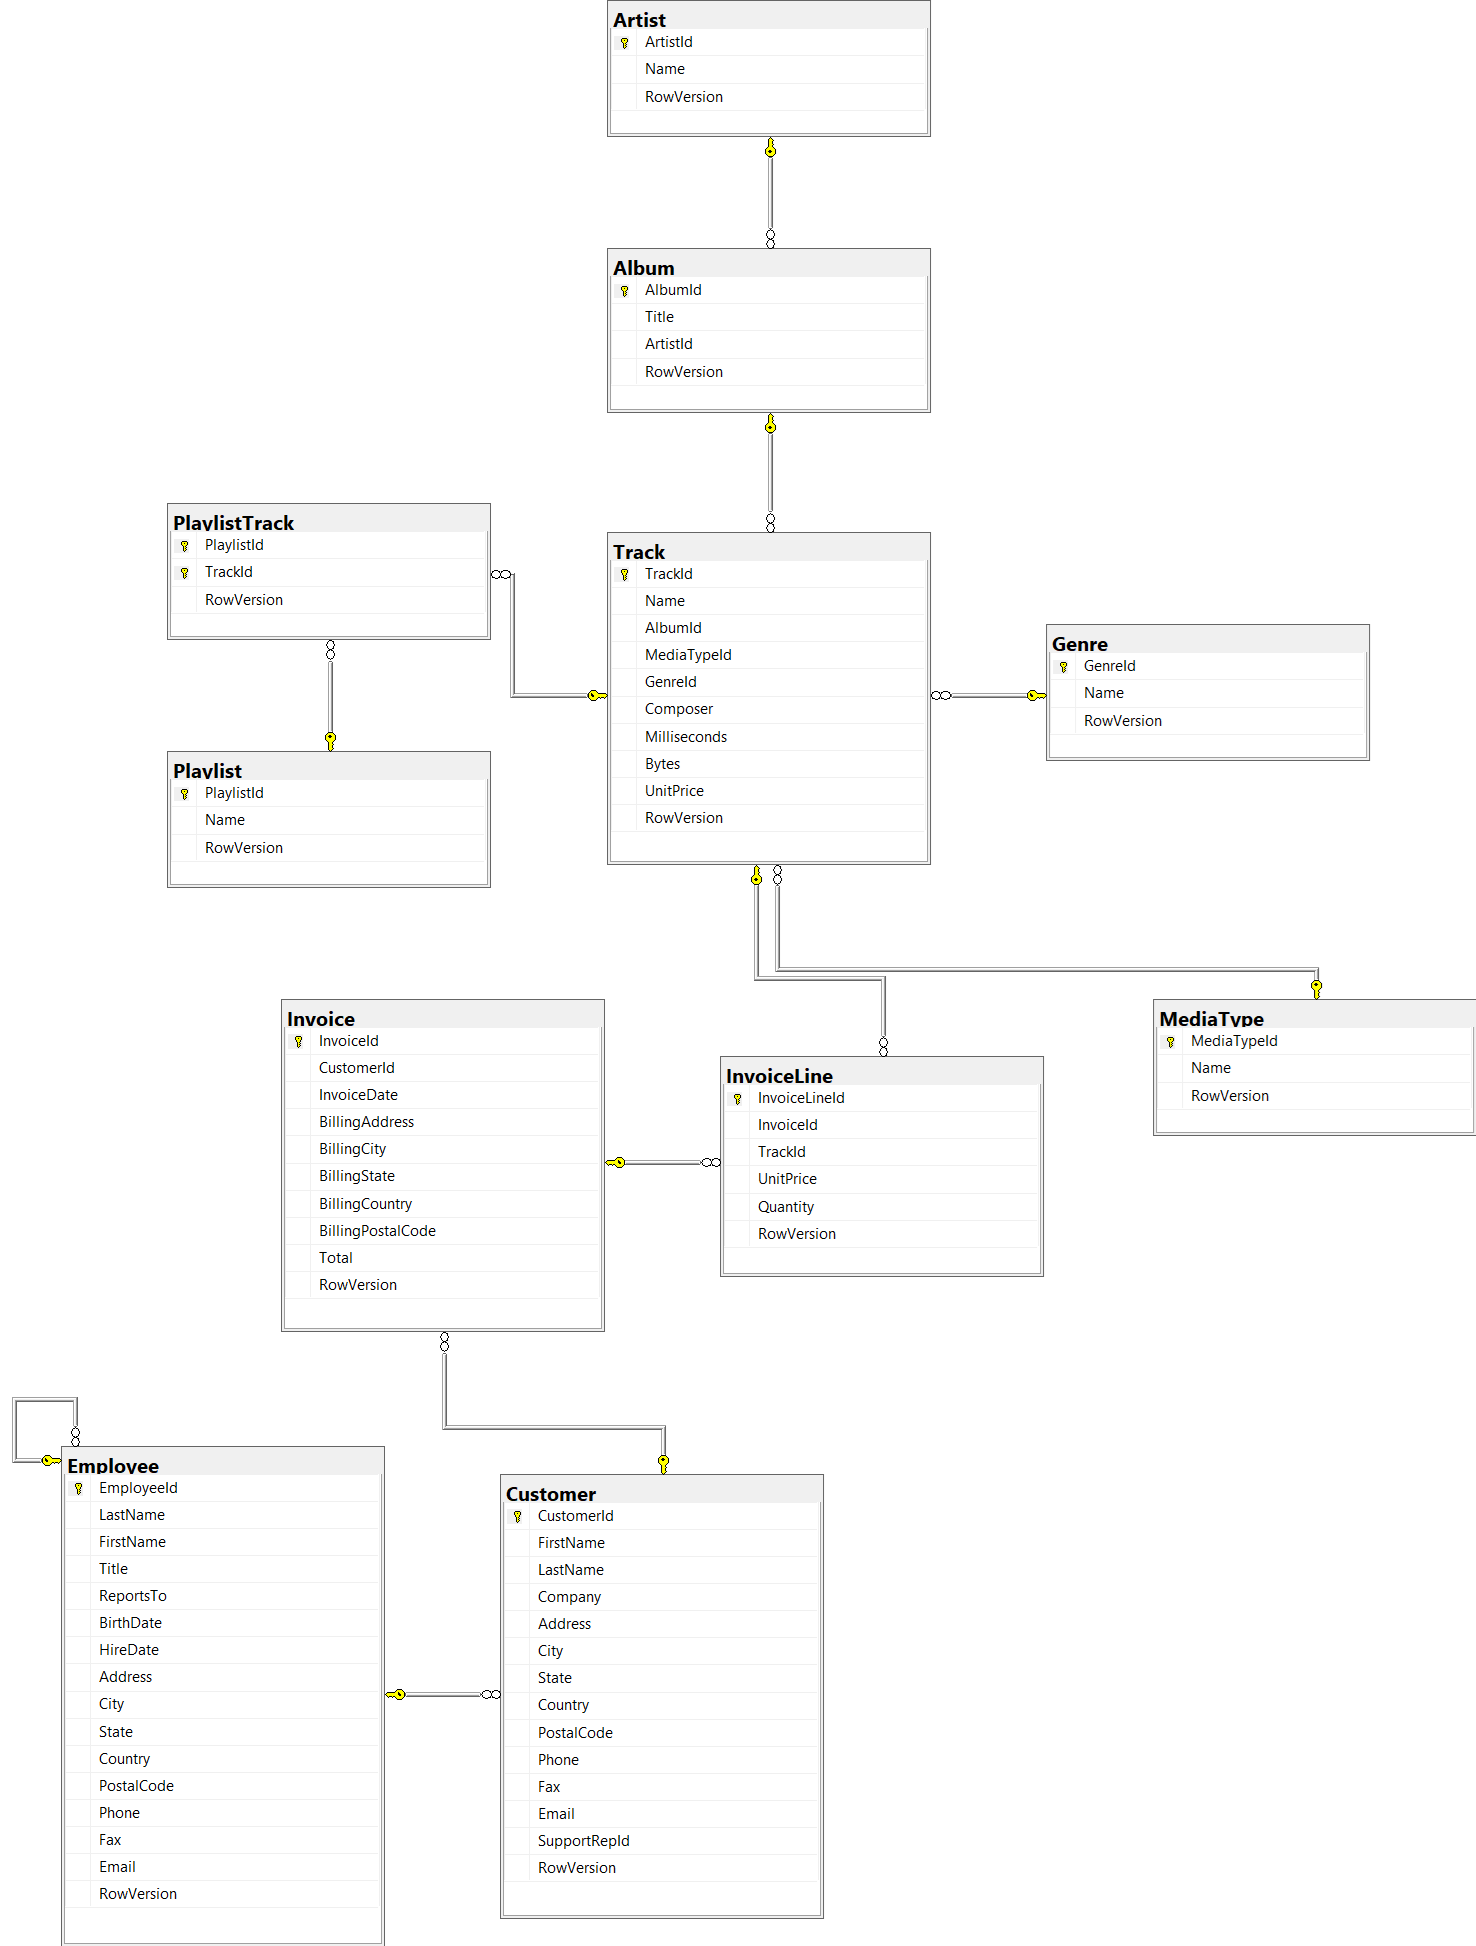 Artist
ArtistId
Name
RowVersion
Album
AlbumId
Title
ArtistId
RowVersion
PlaylistTrack
PlaylistId
TrackId
RowVersion
Track
TrackId
Name
AlbumId
MediaTypeId
GenreId
Composer
Milliseconds
Bytes
UnitPrice
RowVersion
Genre
GenreId
Name
RowVersion
Playlist
PlaylistId
Name
RowVersion
Invoice
InvoiceId
CustomerId
InvoiceDate
BillingAddress
BillingCity
BillingState
BillingCountry
BillingPostalCode
Total
RowVersion
InvoiceLine
InvoiceLineId
InvoiceId
TrackId
UnitPrice
Quantity
RowVersion
MediaType
MediaTypeId
Name
RowVersion
Employee
EmployeeId
LastName
FirstName
Title
ReportsTo
BirthDate
HireDate
Address
City
State
Country
PostalCode
Phone
Fax
Email
RowVersion
Customer
CustomerId
FirstName
LastName
Company
Address
City
State
Country
PostalCode
Phone
Fax
Email
SupportRepId
RowVersion